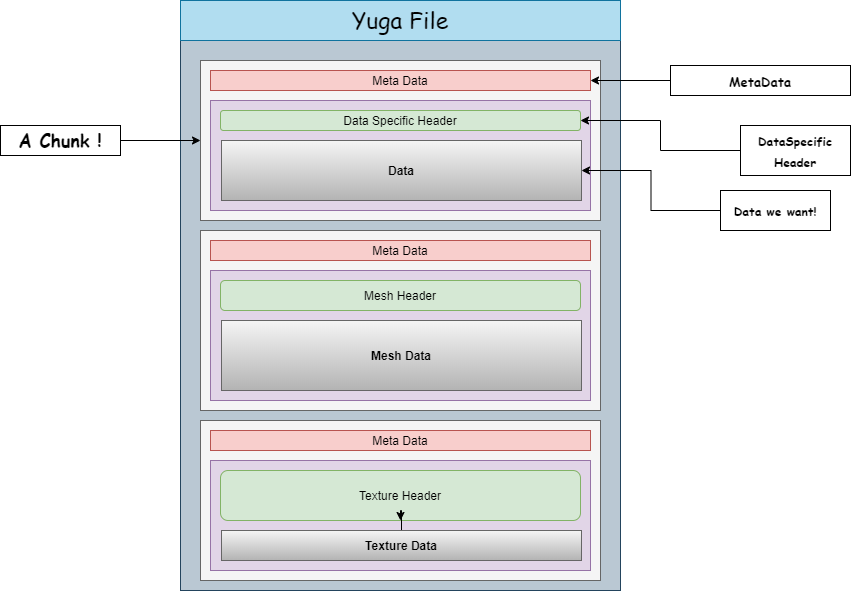 Yuga File
Meta Data
MetaData
Data Specific Header
A Chunk !
DataSpecific
Header
Data
Data we want!
Meta Data
Mesh Header
Mesh Data
Meta Data
Texture Header
Texture Data